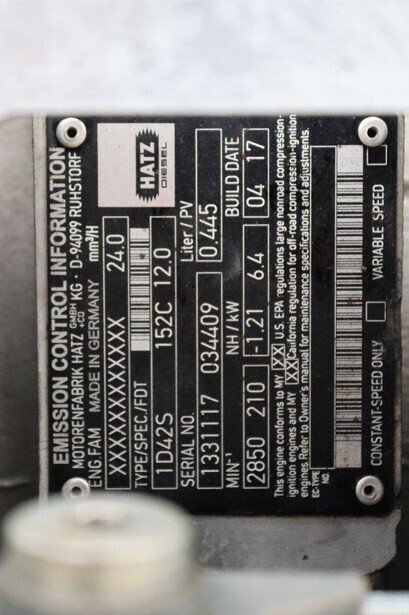 EMISSION CONTROL INFORMATION
MOTORENFABRIK HATZ GMBH+CO KG · D-94099 RUHSTORF
ENG.FAM MADE IN GERMANY mm³/H
XXXXXXXXXXXX 24.0
HATZ
DIESEL
TYPE/SPEC/FDT
1D42S 152C 12.0
SERIAL NO. Liter / PV
1331117 034409 0.445
MIN⁻¹ NH / kW BUILD DATE
2850 210 -1.21 6.4 04 17
This engine conforms to MY XX U.S. EPA regulations large nonroad compression-
ignition engines and MY XX California regulation for off-road compression-ignition
engines. Refer to Owner's manual for maintenance specifications and adjustments.
EC-TYPE
NO.
CONSTANT-SPEED ONLY VARIABLE SPEED